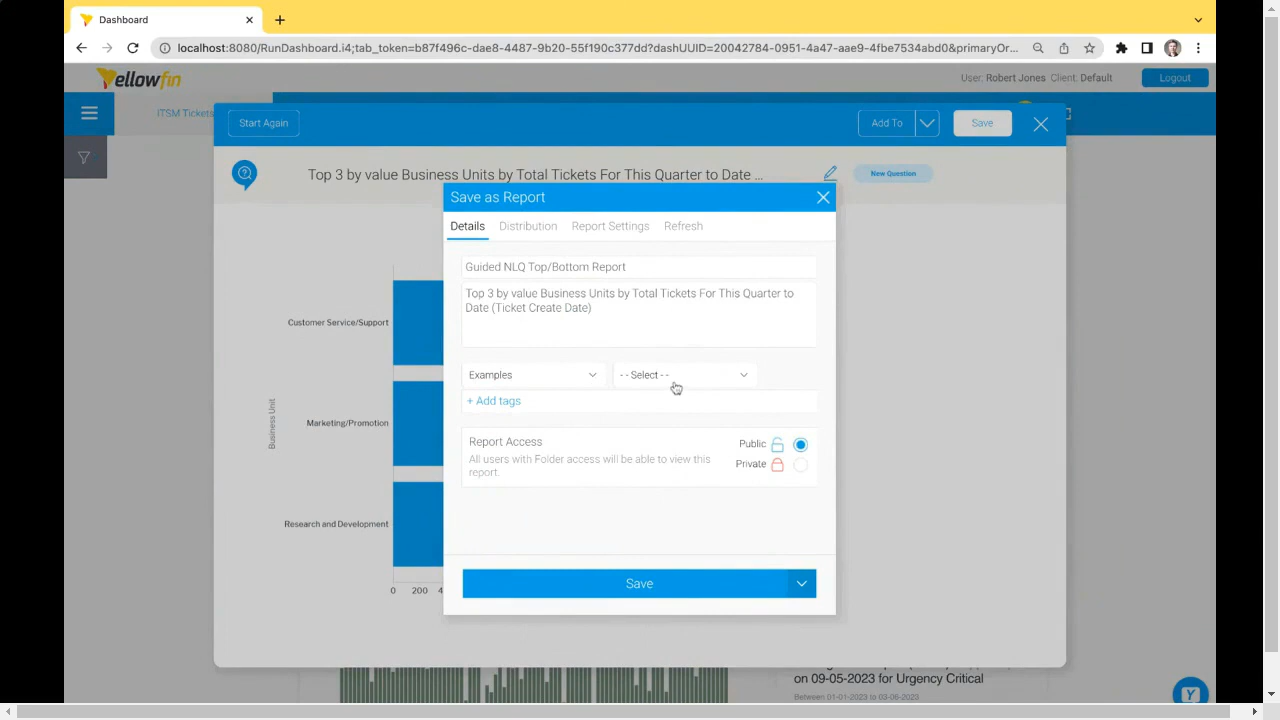 Dashboard
localhost:8080/RunDashboard.i4;tab_token=b87f496c-dae8-4487-9b20-55f190c377dd?dashUUID=20042784-0951-4a47-aae9-4fbe7534abd0&primaryOr...
Yellowfin
User: Robert Jones Client: Default
Logout
ITSM Tickets
Start Again
Add To
Save
Top 3 by value Business Units by Total Tickets For This Quarter to Date ...
New Question
Save as Report
Details Distribution Report Settings Refresh
Guided NLQ Top/Bottom Report
Top 3 by value Business Units by Total Tickets For This Quarter to
Date (Ticket Create Date)
Customer Service/Support
Examples
- - Select - -
+ Add tags
Business Unit
Marketing/Promotion
Report Access
All users with Folder access will be able to view this
report.
Public
Private
Research and Development
0 200
Save
on 09-05-2023 for Urgency Critical
Between 01-01-2023 to 03-06-2023